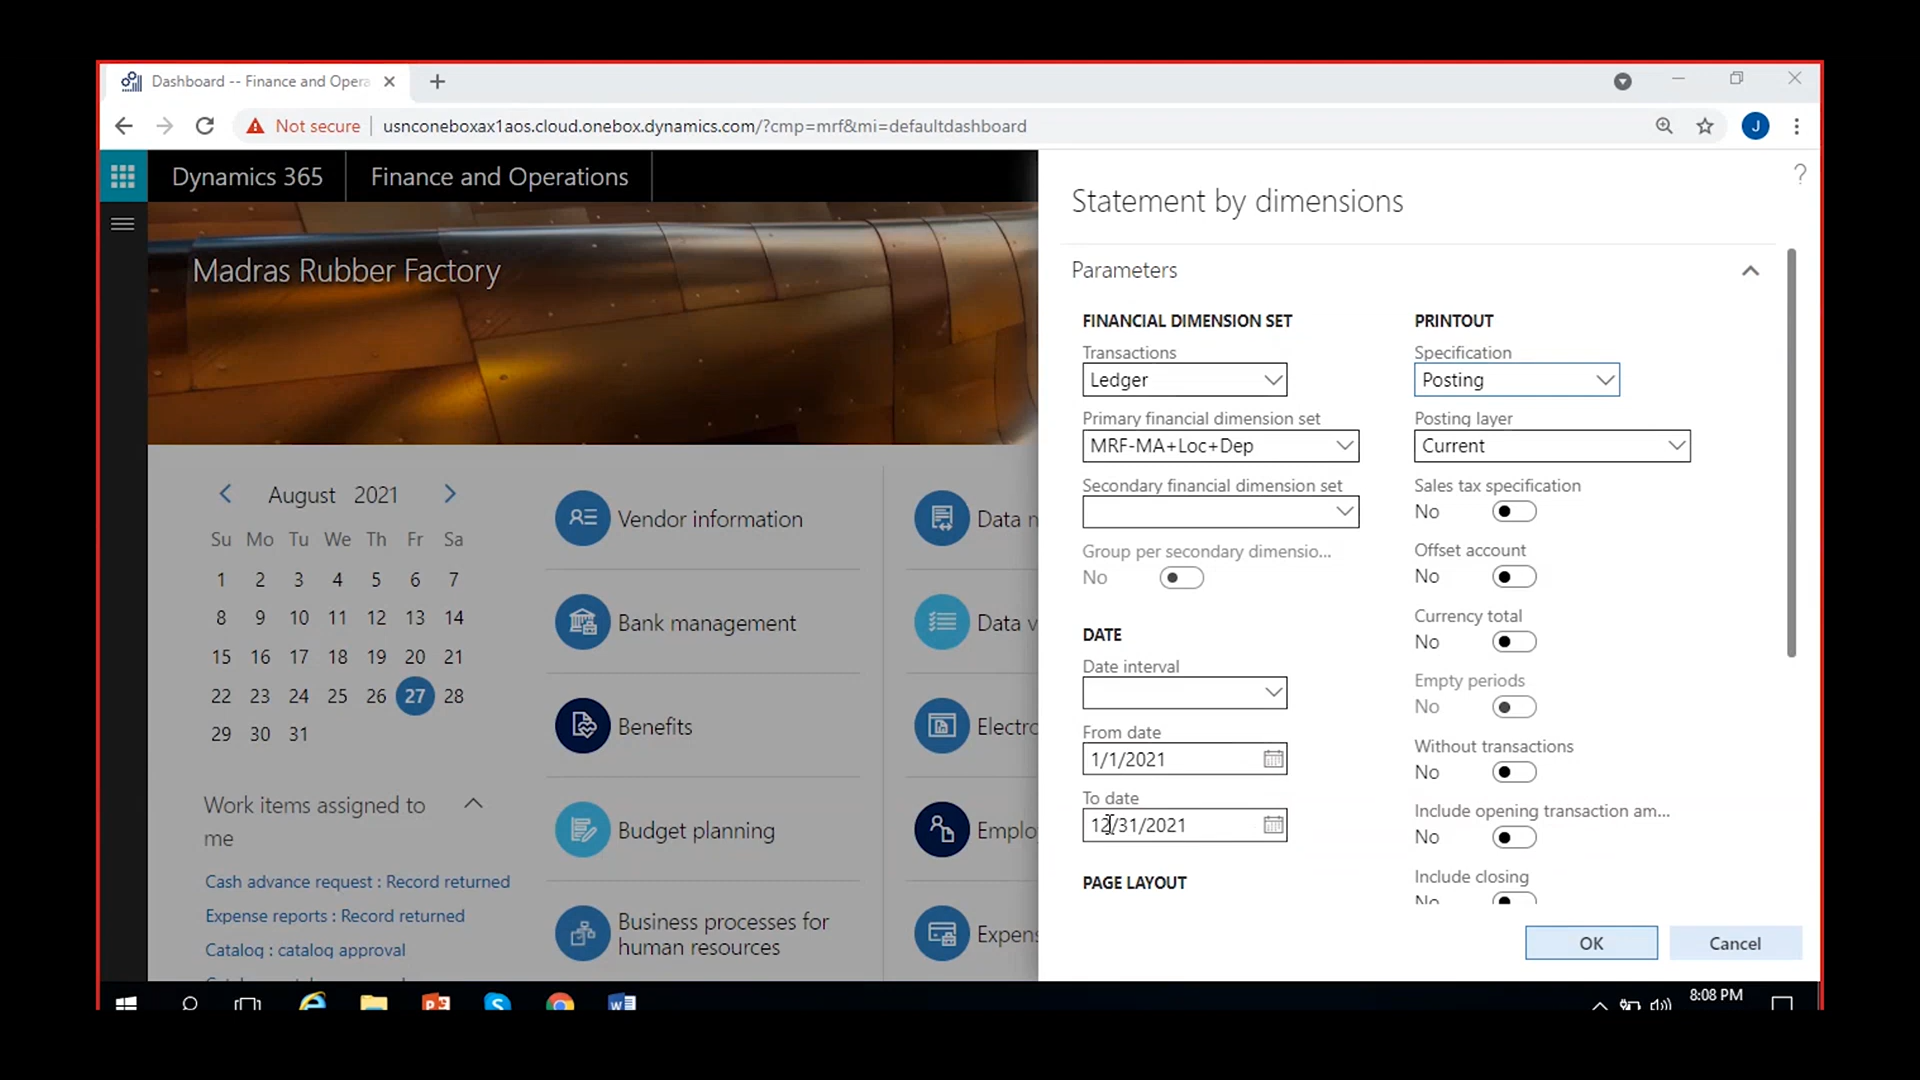 Dashboard -- Finance and Opera
Not secure
usnconeboxax1aos.cloud.onebox.dynamics.com/?cmp=mrf&mi=defaultdashboard
J
Dynamics 365
Finance and Operations
?
Madras Rubber Factory
Statement by dimensions
Parameters
FINANCIAL DIMENSION SET
Transactions
Ledger
Primary financial dimension set
MRF-MA+Loc+Dep
Secondary financial dimension set
Group per secondary dimensio...
No
DATE
Date interval
From date
1/1/2021
To date
12/31/2021
PAGE LAYOUT
PRINTOUT
Specification
Posting
Posting layer
Current
Sales tax specification
No
Offset account
No
Currency total
No
Empty periods
No
Without transactions
No
Include opening transaction am...
No
Include closing
No
OK
Cancel
August 2021
Su Mo Tu We Th Fr Sa
1 2 3 4 5 6 7
8 9 10 11 12 13 14
15 16 17 18 19 20 21
22 23 24 25 26 27 28
29 30 31
Work items assigned to
me
Cash advance request : Record returned
Expense reports : Record returned
Catalog : catalog approval
Vendor information
Bank management
Benefits
Budget planning
Business processes for
human resources
Data
Data v
Electro
Emplo
Expens
8:08 PM